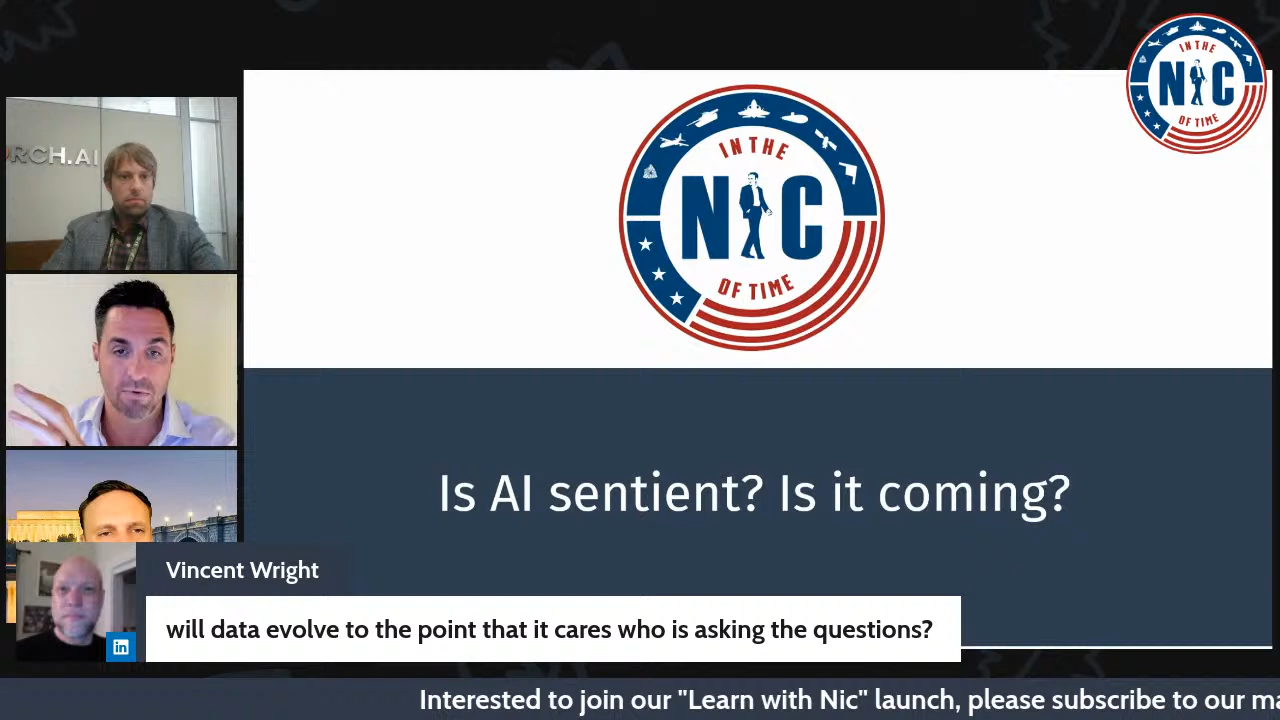 IN THE
NIC
OF TIME
IN THE
NIC
OF TIME
RCH.AI
Is AI sentient? Is it coming?
Vincent Wright
in
will data evolve to the point that it cares who is asking the questions?
Interested to join our "Learn with Nic" launch, please subscribe to our ma